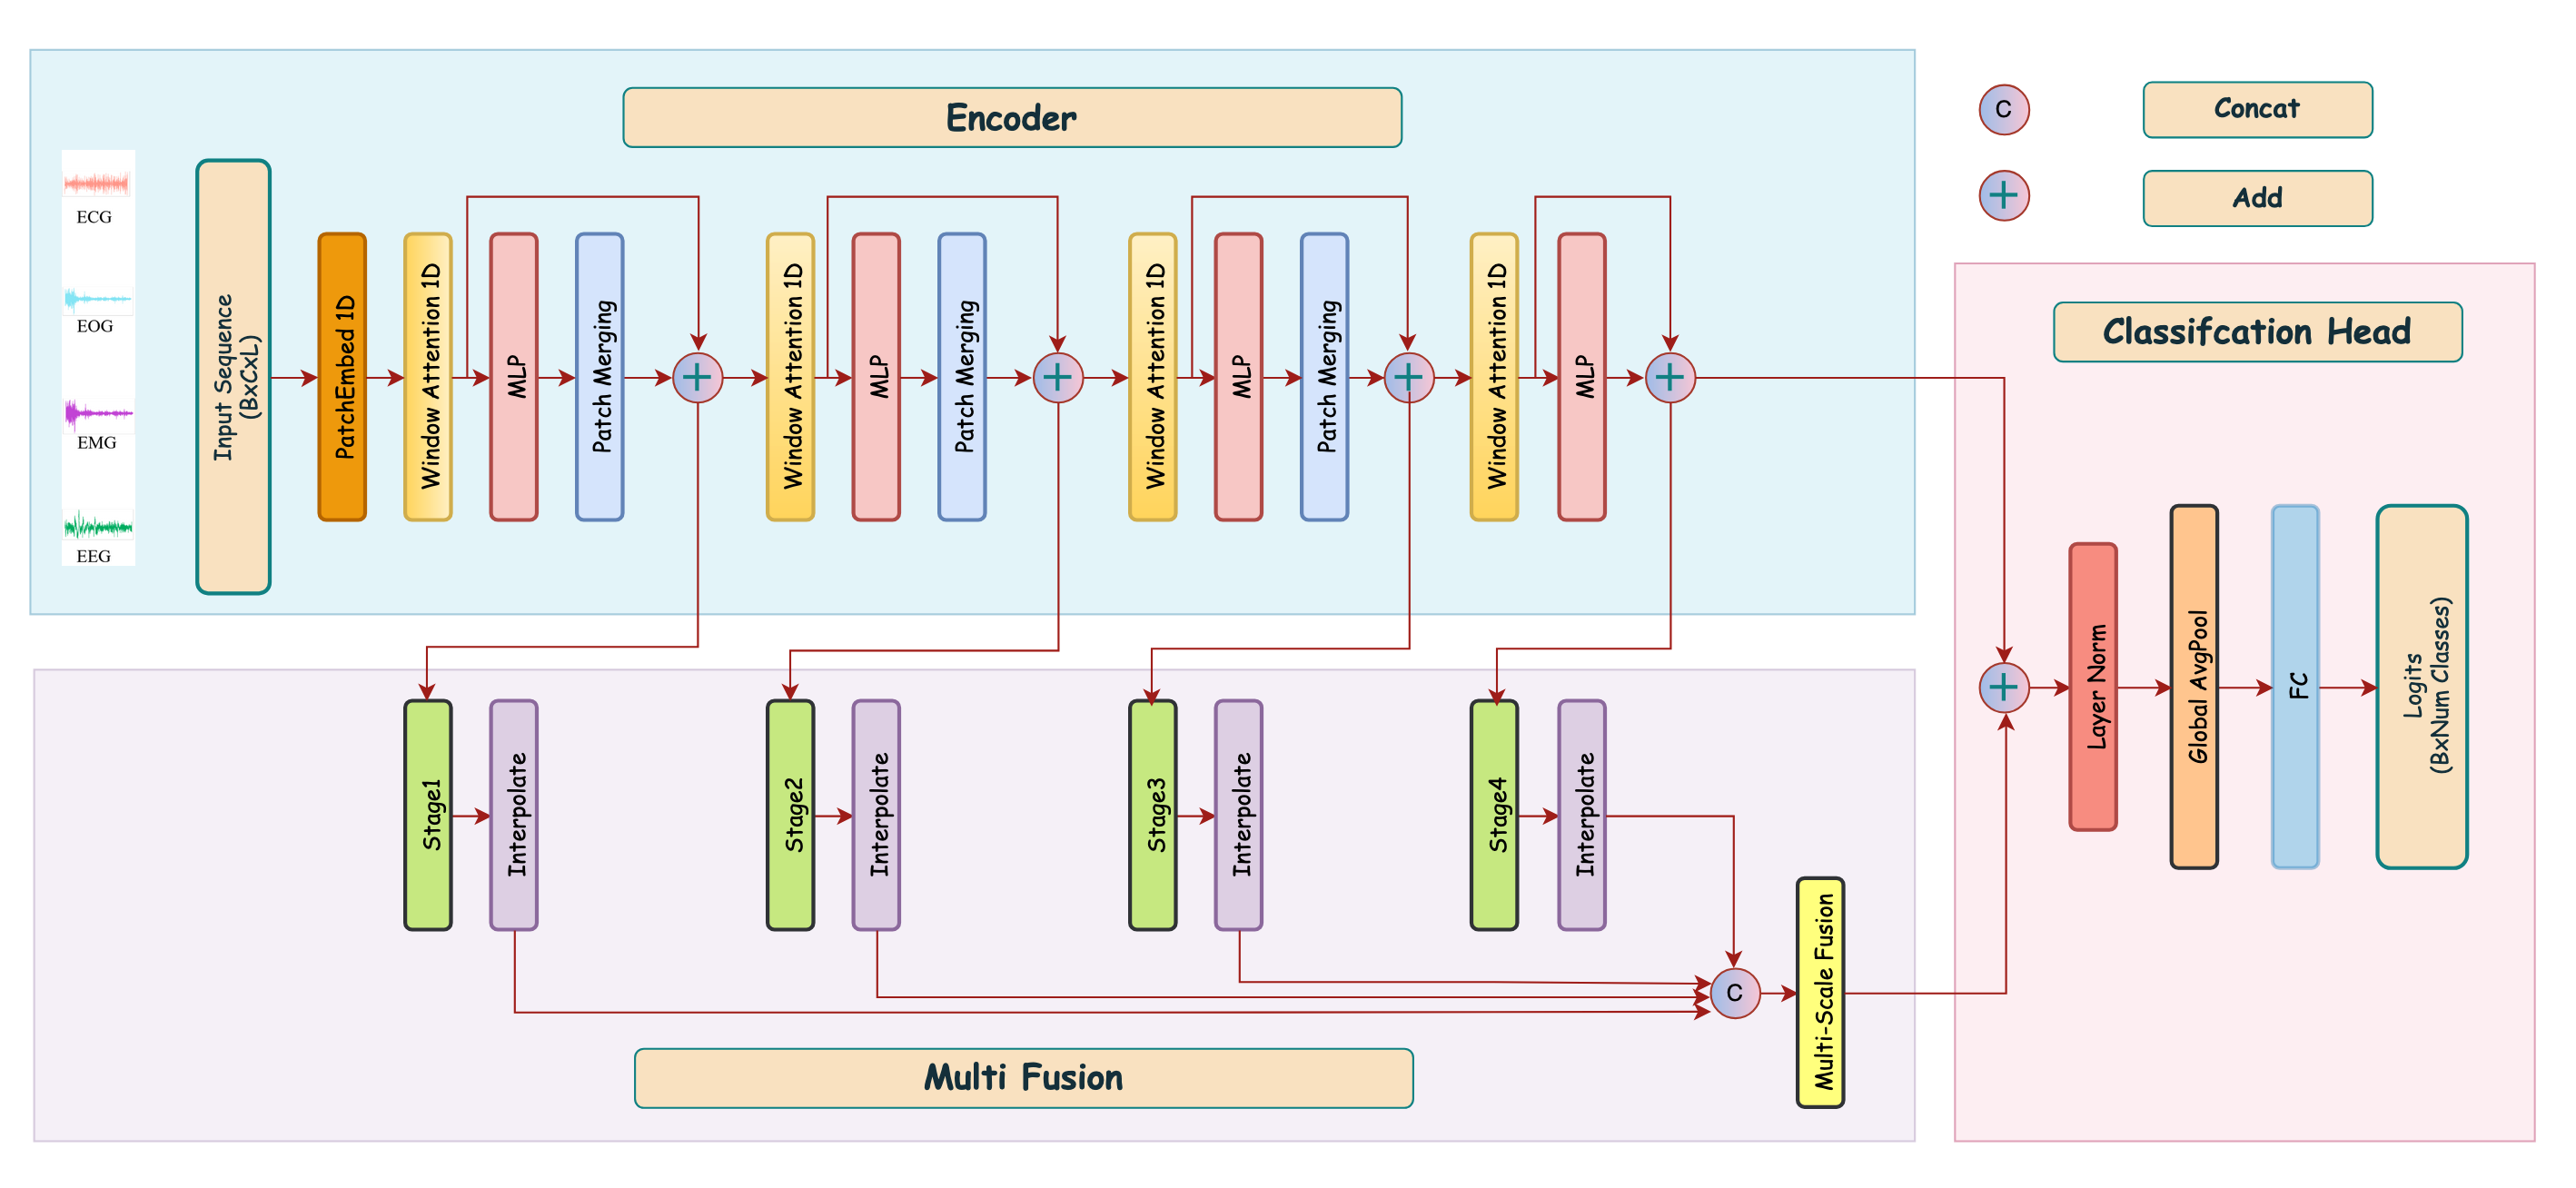 Encoder
ECG
EOG
EMG
EEG
Input Sequence
(BxCxL)
PatchEmbed 1D
Window Attention 1D
MLP
Patch Merging
+
Window Attention 1D
MLP
Patch Merging
+
Window Attention 1D
MLP
Patch Merging
+
Window Attention 1D
MLP
+
C
Concat
+
Add
Stage1
Interpolate
Stage2
Interpolate
Stage3
Interpolate
Stage4
Interpolate
C
Multi-Scale Fusion
Multi Fusion
Classifcation Head
+
Layer Norm
Global AvgPool
FC
Logits
(BxNum Classes)